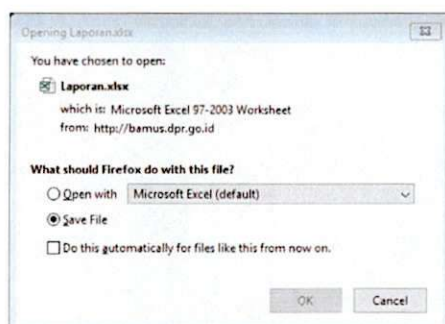 Opening Laporan.xlsx
You have chosen to open:
Laporan.xlsx
which is: Microsoft Excel 97-2003 Worksheet
from: http://bamus.dpr.go.id
What should Firefox do with this file?
Open with Microsoft Excel (default)
Save File
Do this automatically for files like this from now on.
OK Cancel